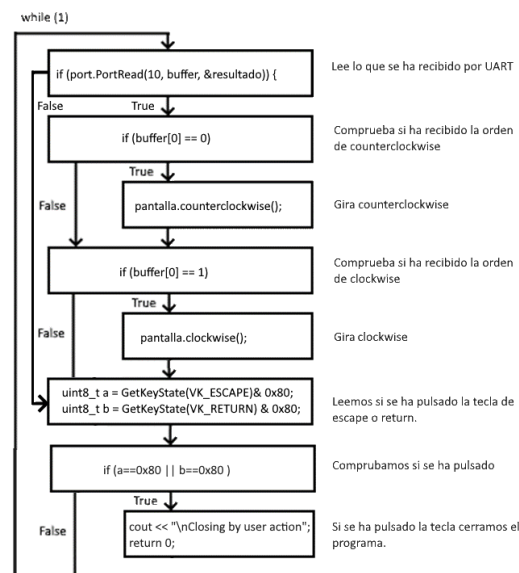 while (1)
if (port.PortRead(10, buffer, &resultado)) {
Lee lo que se ha recibido por UART
False
True
if (buffer[0] == 0)
Comprueba si ha recibido la orden
de counterclockwise
True
False
pantalla.counterclockwise();
Gira counterclockwise
if (buffer[0] == 1)
Comprueba si ha recibido la orden
de clockwise
True
False
pantalla.clockwise();
Gira clockwise
uint8_t a = GetKeyState(VK_ESCAPE)& 0x80;
uint8_t b = GetKeyState(VK_RETURN) & 0x80;
Leemos si se ha pulsado la tecla de
escape o return.
if (a==0x80 || b==0x80 )
Comprubamos si se ha pulsado
True
False
cout << "\nClosing by user action";
return 0;
Si se ha pulsado la tecla cerramos el
programa.